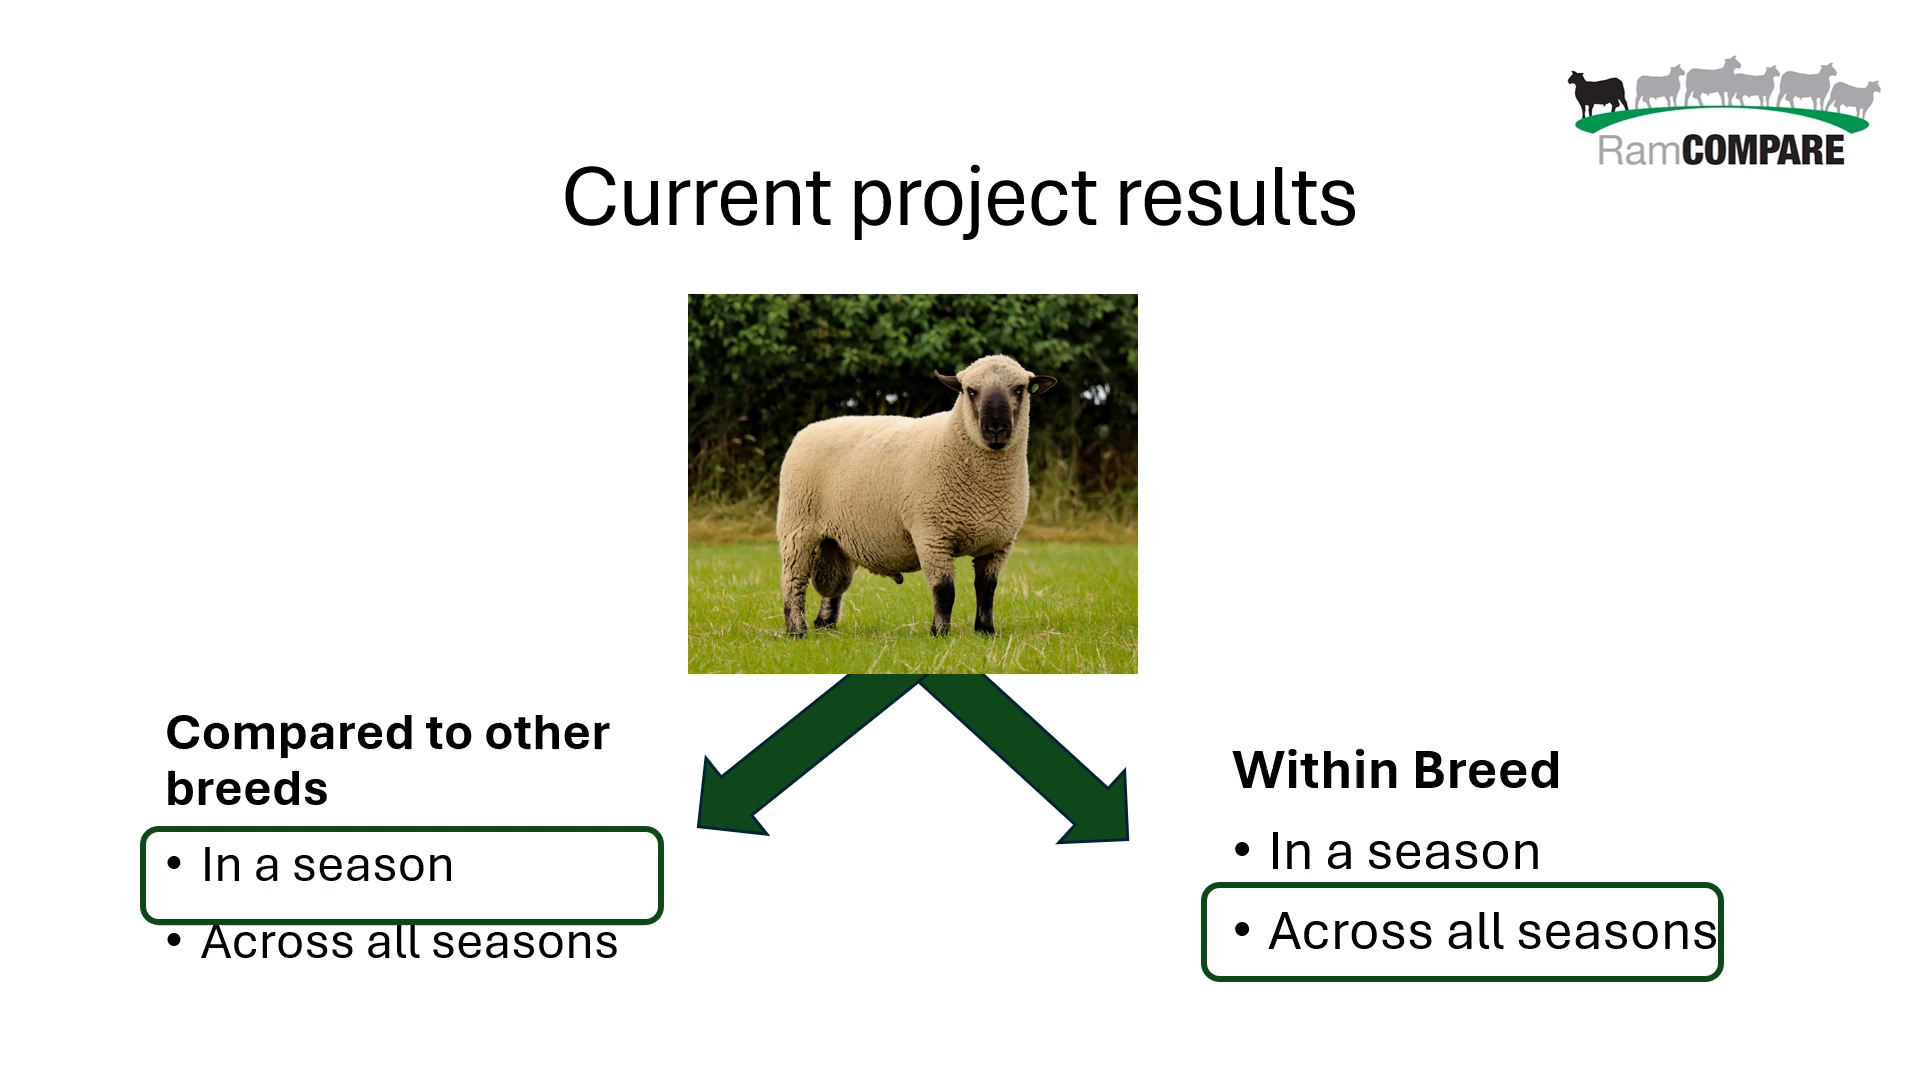 RamCOMPARE
Current project results
Compared to other
breeds
• In a season
• Across all seasons
Within Breed
• In a season
• Across all seasons